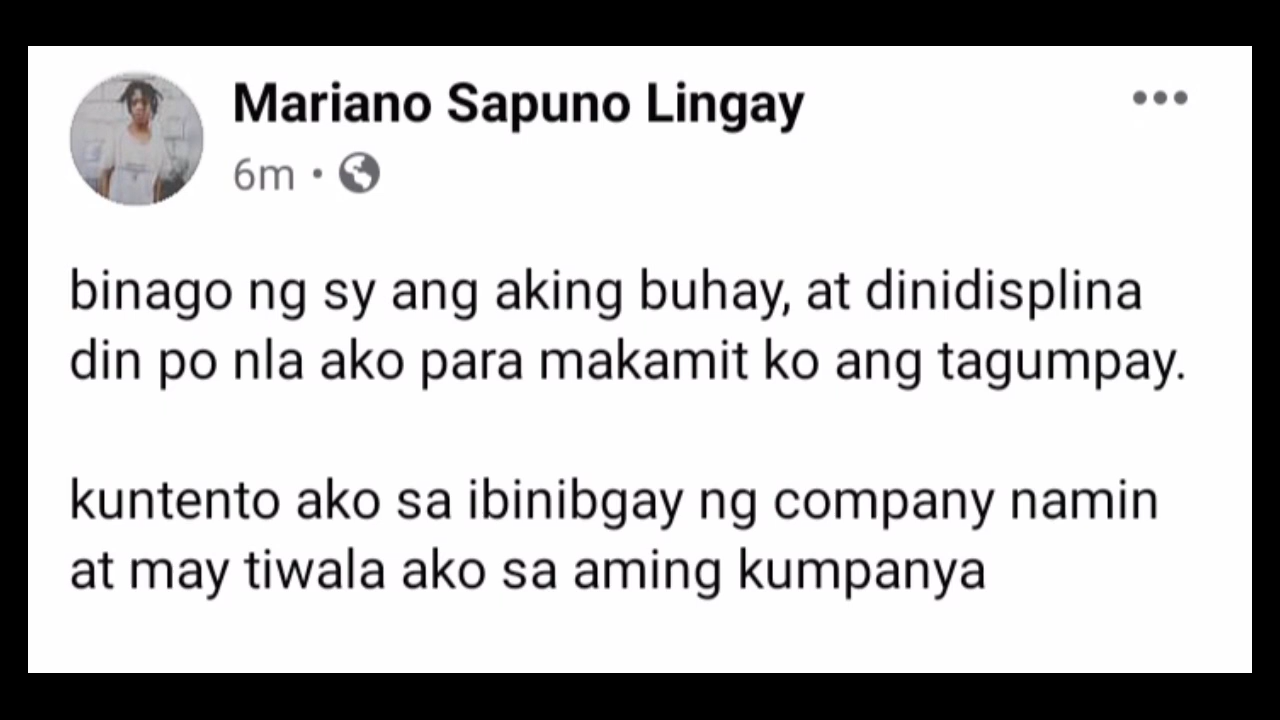 Mariano Sapuno Lingay
6m
binago ng sy ang aking buhay, at dinidisplina
din po nla ako para makamit ko ang tagumpay.
kuntento ako sa ibinibgay ng company namin
at may tiwala ako sa aming kumpanya